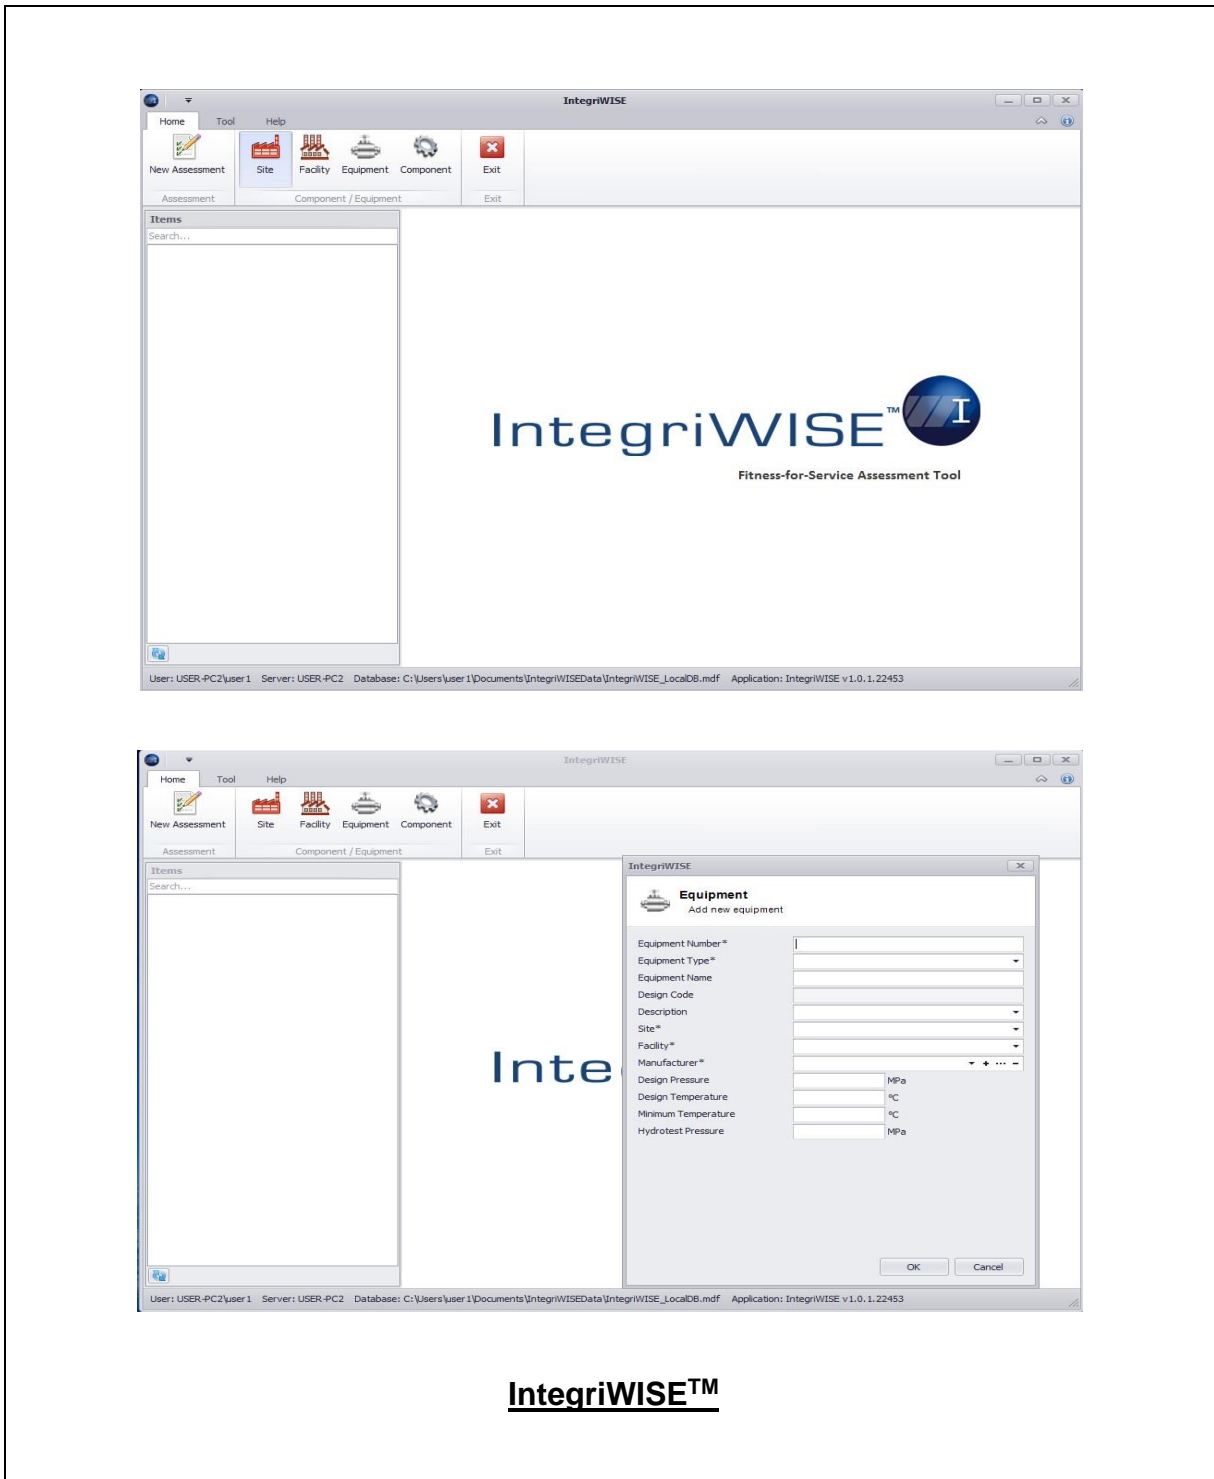 IntegriWISE
Home Tool Help
New Assessment Site Facility Equipment Component Exit
Assessment Component / Equipment Exit
Items
Search...
IntegriWISE™ I
Fitness-for-Service Assessment Tool
User: USER-PC2\user1 Server: USER-PC2 Database: C:\Users\user1\Documents\IntegriWISEData\IntegriWISE_LocalDB.mdf Application: IntegriWISE v1.0.1.22453
IntegriWISE
Home Tool Help
New Assessment Site Facility Equipment Component Exit
Assessment Component / Equipment Exit
Items
Search...
Inte
IntegriWISE
Equipment
Add new equipment
Equipment Number*
Equipment Type*
Equipment Name
Design Code
Description
Site*
Facility*
Manufacturer*
Design Pressure MPa
Design Temperature ºC
Minimum Temperature ºC
Hydrotest Pressure MPa
OK Cancel
User: USER-PC2\user1 Server: USER-PC2 Database: C:\Users\user1\Documents\IntegriWISEData\IntegriWISE_LocalDB.mdf Application: IntegriWISE v1.0.1.22453
IntegriWISE™